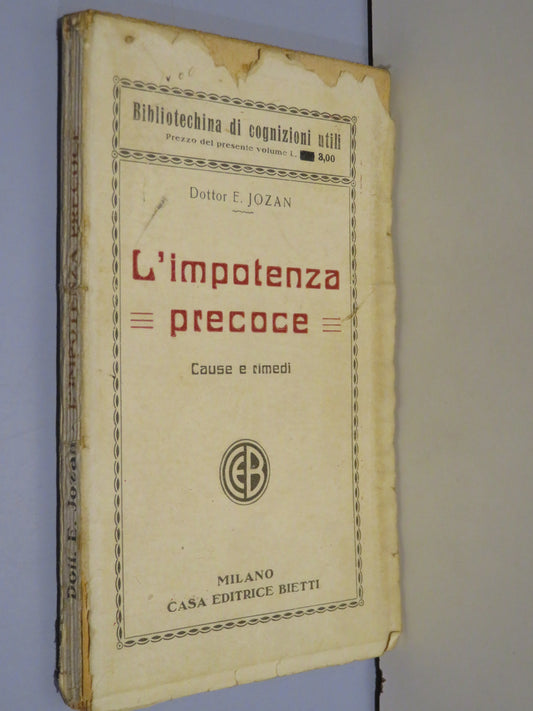 Bibliotechina di cognizioni utili
Prezzo del presente volume L. 3,00
Dottor E. JOZAN
L'impotenza
precoce
Cause e rimedi
CEB
MILANO
CASA EDITRICE BIETTI
Dott. E. Jozan - L'IMPOTENZA PRECOCE